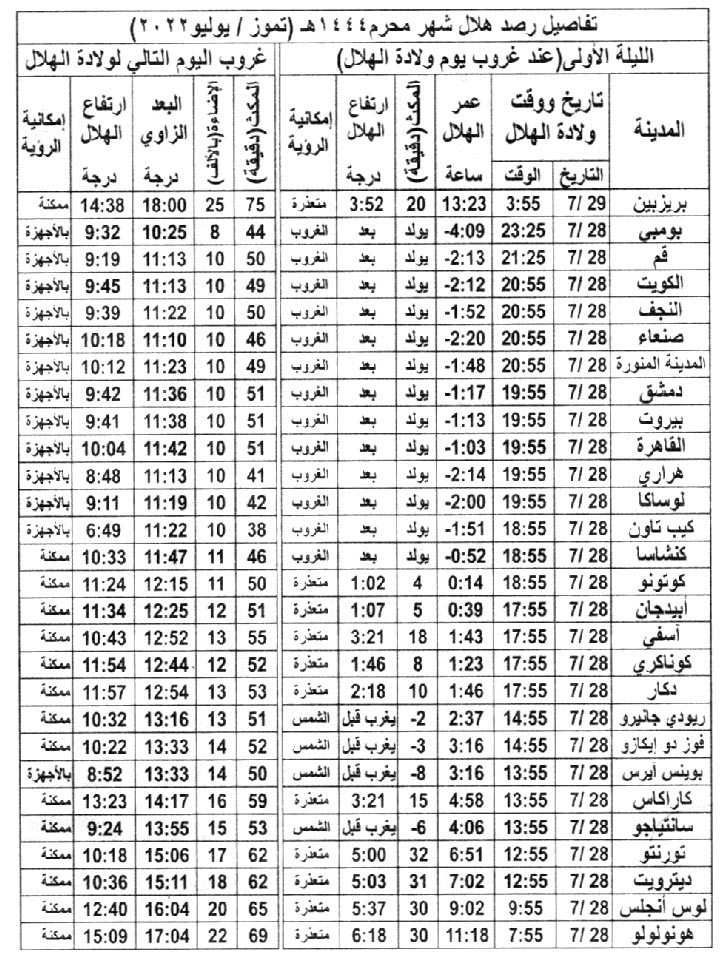 تفاصيل رصد هلال شهر محرم١٤٤٤هـ (تموز / يوليو٢٠٢٢)
الليلة الأولى(عند غروب يوم ولادة الهلال) غروب اليوم التالي لولادة الهلال
المدينة تاريخ ووقت ولادة الهلال عمر الهلال المكث(دقيقة) ارتفاع الهلال إمكانية الرؤية المكث(دقيقة) الإضاءة(بالألف) البعد الزاوي ارتفاع الهلال إمكانية الرؤية
التاريخ الوقت ساعة درجة درجة درجة
بريزبين 7/ 29 3:55 13:23 20 3:52 متعذرة 75 25 18:00 14:38 ممكنة
بومبي 7/ 28 23:25 -4:09 يولد بعد الغروب 44 8 10:25 9:32 بالأجهزة
قم 7/ 28 21:25 -2:13 يولد بعد الغروب 50 10 11:13 9:19 بالأجهزة
الكويت 7/ 28 20:55 -2:12 يولد بعد الغروب 49 10 11:13 9:45 بالأجهزة
النجف 7/ 28 20:55 -1:52 يولد بعد الغروب 50 10 11:22 9:39 بالأجهزة
صنعاء 7/ 28 20:55 -2:20 يولد بعد الغروب 46 10 11:10 10:18 بالأجهزة
المدينة المنورة 7/ 28 20:55 -1:48 يولد بعد الغروب 49 10 11:23 10:12 بالأجهزة
دمشق 7/ 28 19:55 -1:17 يولد بعد الغروب 51 10 11:36 9:42 بالأجهزة
بيروت 7/ 28 19:55 -1:13 يولد بعد الغروب 51 10 11:38 9:41 بالأجهزة
القاهرة 7/ 28 19:55 -1:03 يولد بعد الغروب 51 10 11:42 10:04 بالأجهزة
هراري 7/ 28 19:55 -2:14 يولد بعد الغروب 41 10 11:13 8:48 بالأجهزة
لوساكا 7/ 28 19:55 -2:00 يولد بعد الغروب 42 10 11:19 9:11 بالأجهزة
كيب تاون 7/ 28 18:55 -1:51 يولد بعد الغروب 38 10 11:22 6:49 بالأجهزة
كنشاسا 7/ 28 18:55 -0:52 يولد بعد الغروب 46 11 11:47 10:33 ممكنة
كوتونو 7/ 28 18:55 0:14 4 1:02 متعذرة 50 11 12:15 11:24 ممكنة
أبيدجان 7/ 28 17:55 0:39 5 1:07 متعذرة 51 12 12:25 11:34 ممكنة
آسفي 7/ 28 17:55 1:43 18 3:21 متعذرة 55 13 12:52 10:43 ممكنة
كوناكري 7/ 28 17:55 1:23 8 1:46 متعذرة 52 12 12:44 11:54 ممكنة
دكار 7/ 28 17:55 1:46 10 2:18 متعذرة 53 13 12:54 11:57 ممكنة
ريودي جانيرو 7/ 28 14:55 2:37 -2 يغرب قبل الشمس 51 13 13:16 10:32 ممكنة
فوز دو إيكازو 7/ 28 14:55 3:16 -3 يغرب قبل الشمس 52 14 13:33 10:22 ممكنة
بوينس آيرس 7/ 28 13:55 3:16 -8 يغرب قبل الشمس 50 14 13:33 8:52 بالأجهزة
كاراكاس 7/ 28 13:55 4:58 15 3:21 متعذرة 59 16 14:17 13:23 ممكنة
سانتياجو 7/ 28 13:55 4:06 -6 يغرب قبل الشمس 53 15 13:55 9:24 ممكنة
تورنتو 7/ 28 12:55 6:51 32 5:00 متعذرة 62 17 15:06 10:18 ممكنة
ديترويت 7/ 28 12:55 7:02 31 5:03 متعذرة 62 18 15:11 10:36 ممكنة
لوس أنجلس 7/ 28 9:55 9:02 30 5:37 متعذرة 65 20 16:04 12:40 ممكنة
هونولولو 7/ 28 7:55 11:18 30 6:18 متعذرة 69 22 17:04 15:09 ممكنة